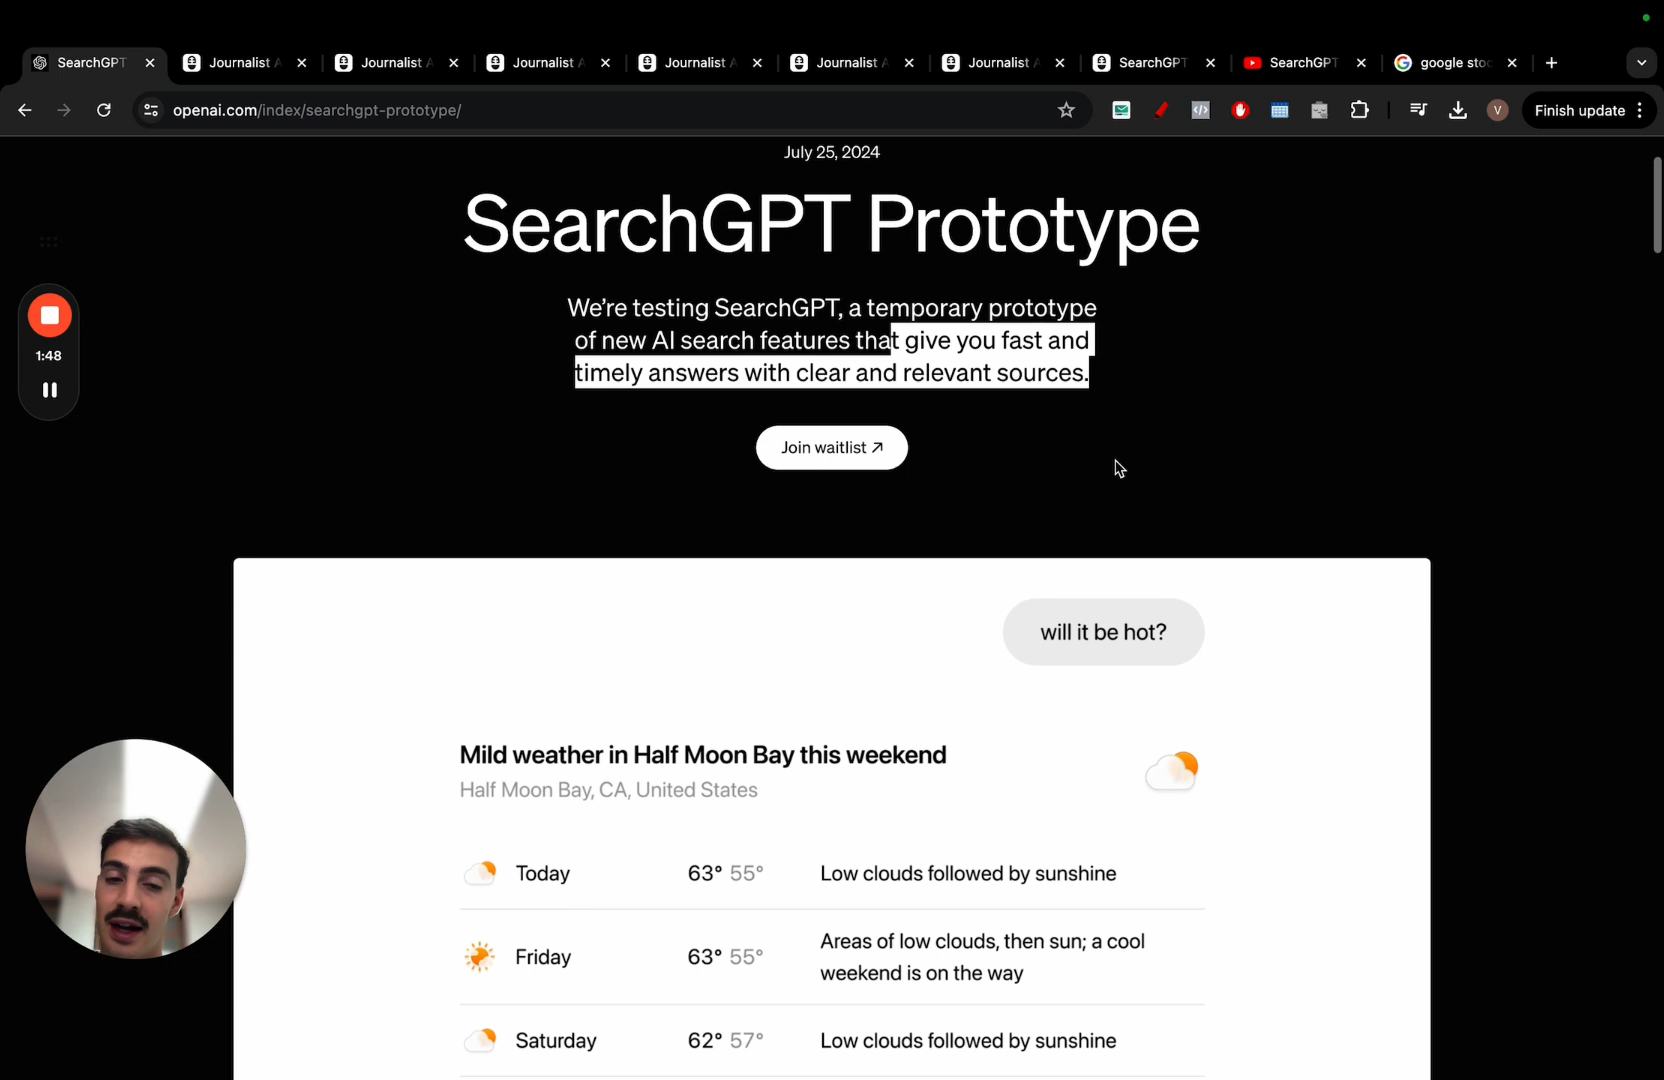 SearchGPT
Journalist A
Journalist A
Journalist A
Journalist A
Journalist A
Journalist A
SearchGPT
SearchGPT
google stoc
openai.com/index/searchgpt-prototype/
V
Finish update
July 25, 2024
SearchGPT Prototype
We're testing SearchGPT, a temporary prototype
of new AI search features that give you fast and
timely answers with clear and relevant sources.
1:48
Join waitlist ↗
will it be hot?
Mild weather in Half Moon Bay this weekend
Half Moon Bay, CA, United States
Today 63° 55° Low clouds followed by sunshine
Friday 63° 55° Areas of low clouds, then sun; a cool
weekend is on the way
Saturday 62° 57° Low clouds followed by sunshine